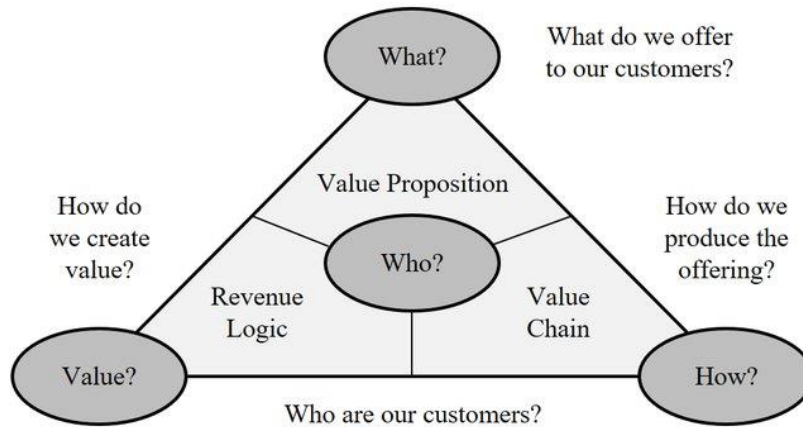 What?
What do we offer
to our customers?
Value Proposition
How do
we create
value?
How do we
produce the
offering?
Who?
Revenue
Logic
Value
Chain
Value?
How?
Who are our customers?